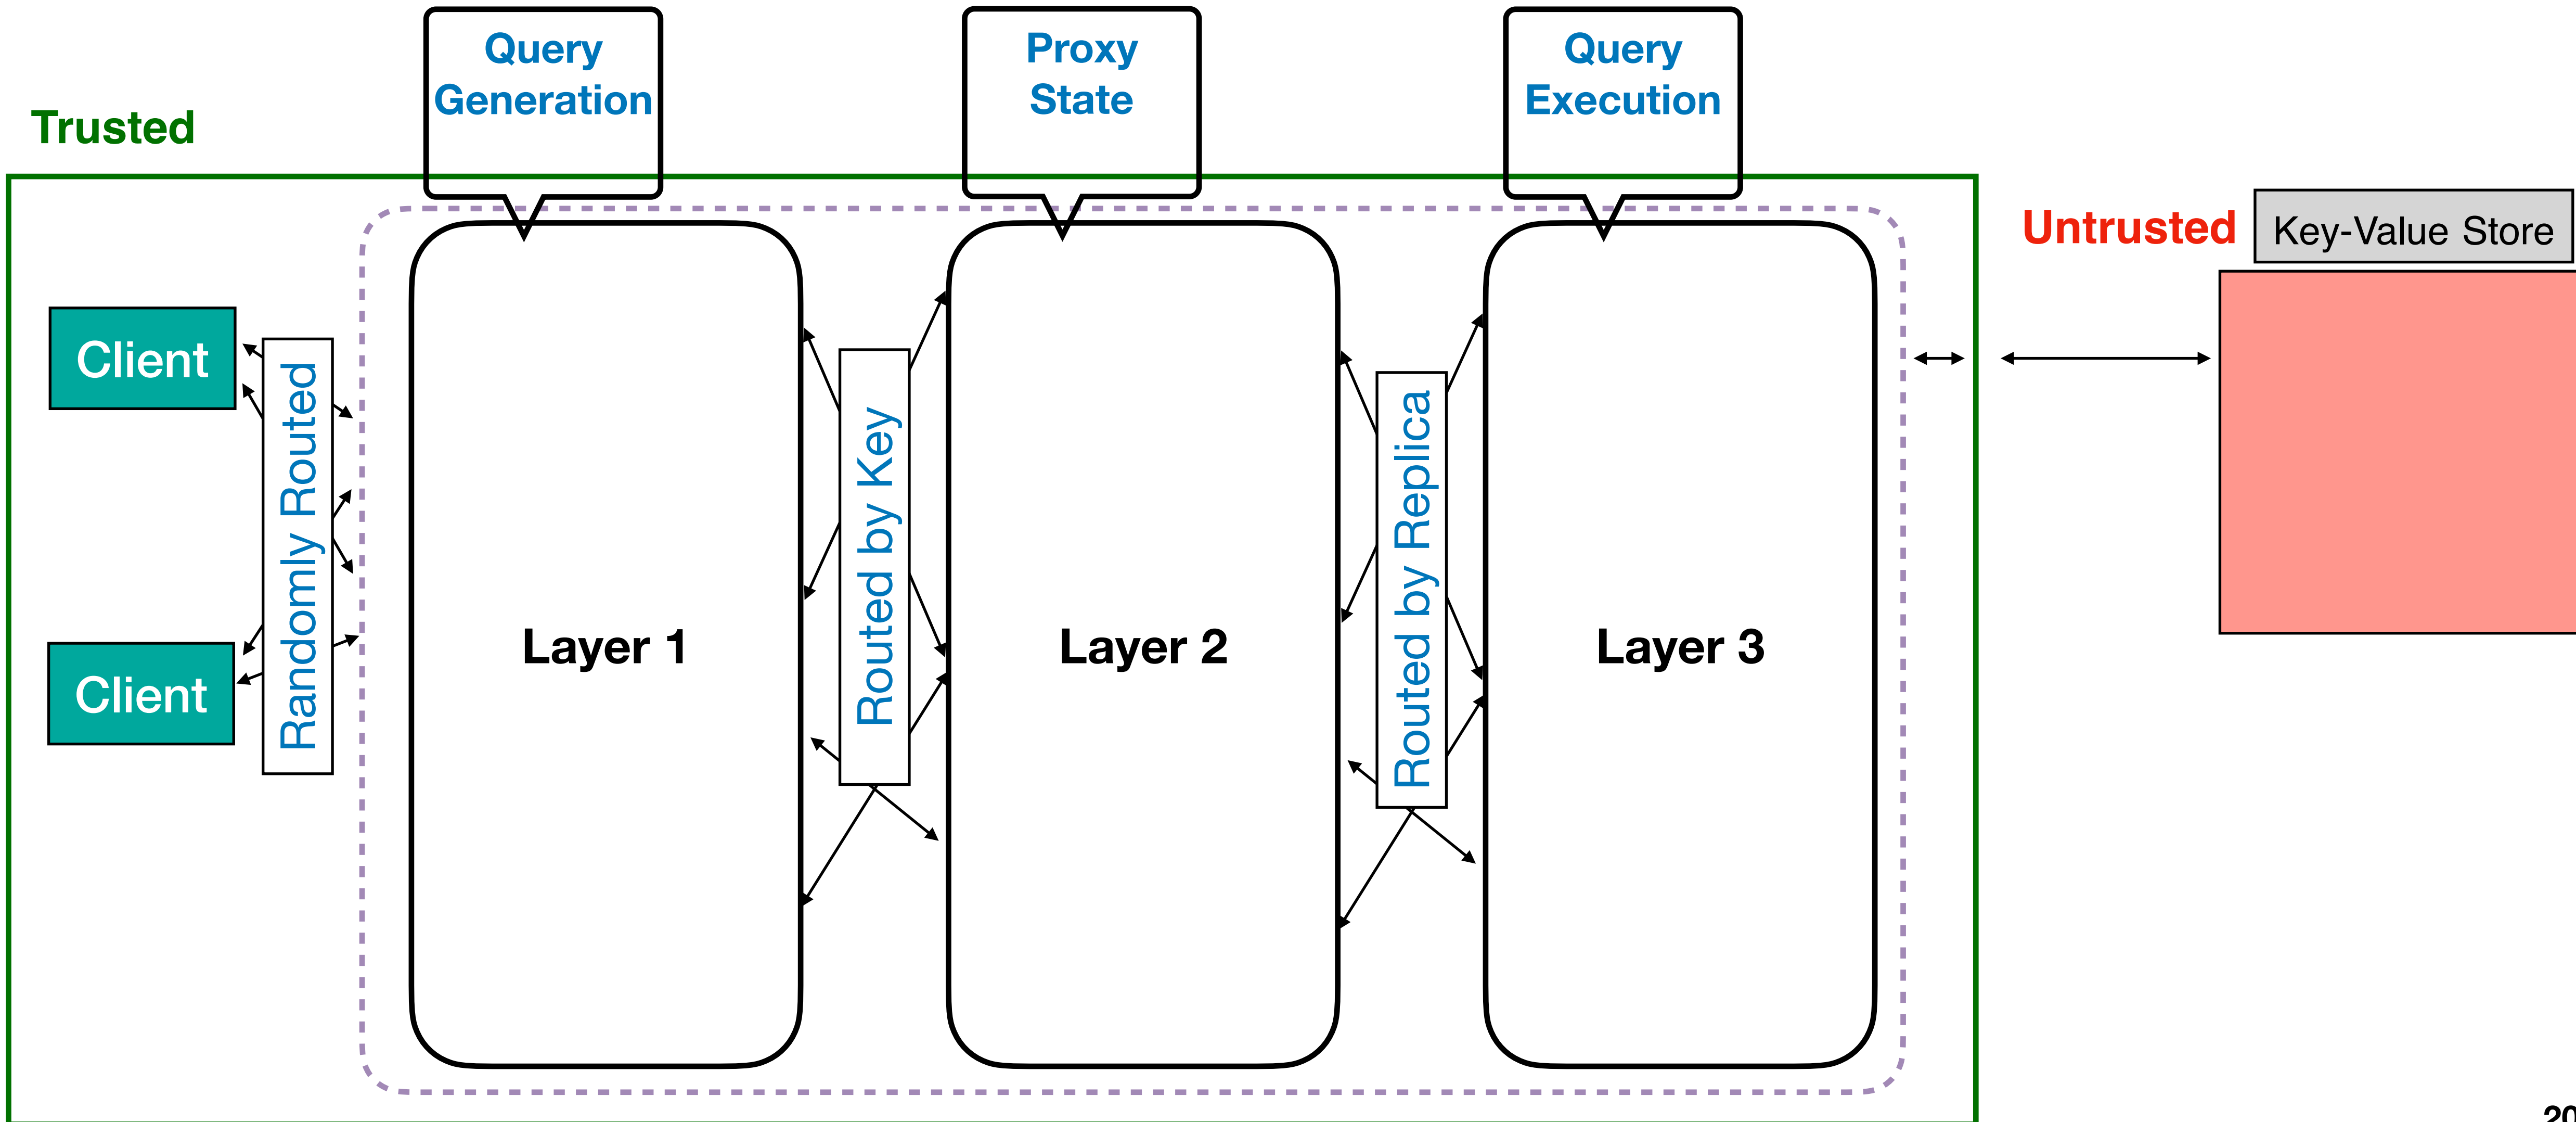 Query
Generation
Proxy
State
Query
Execution
Trusted
Untrusted
Key-Value Store
Client
Client
Randomly Routed
Layer 1
Routed by Key
Layer 2
Routed by Replica
Layer 3
20